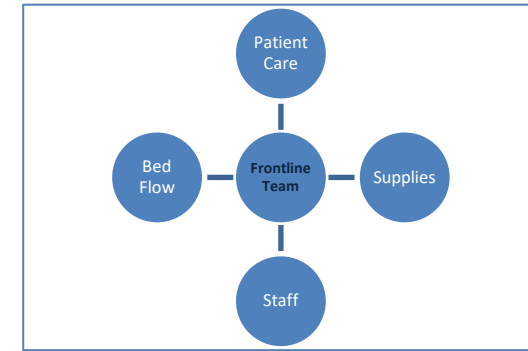 Patient
Care
Bed
Flow
Frontline
Team
Supplies
Staff